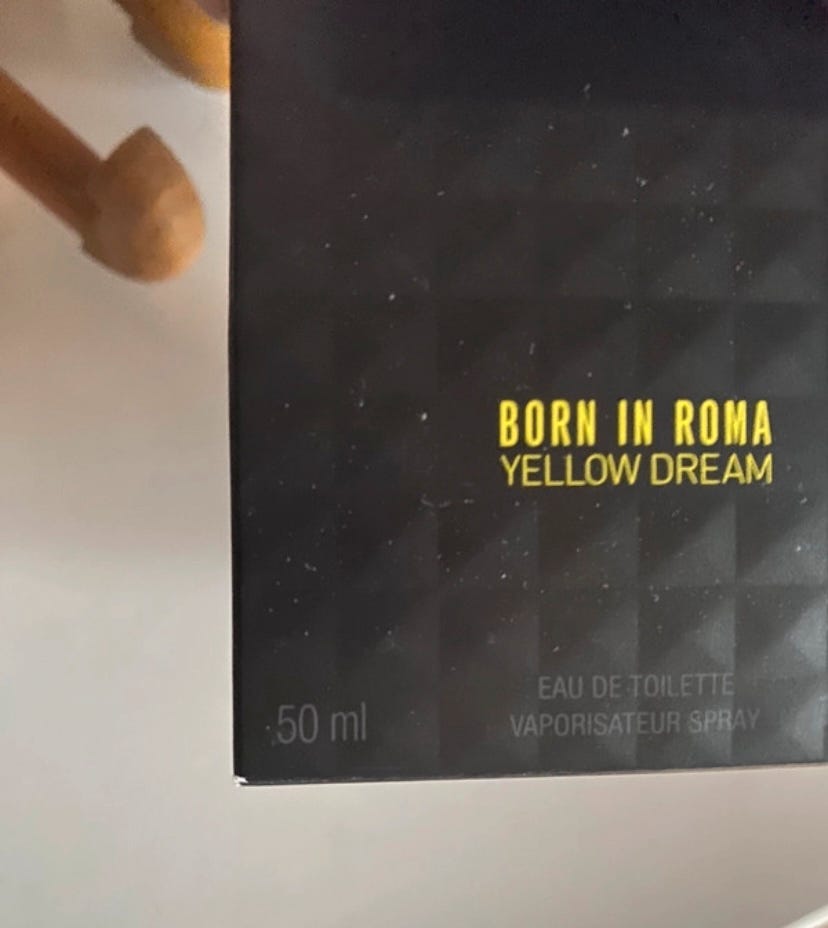 BORN IN ROMA
YELLOW DREAM
EAU DE TOILETTE
50 ml
VAPORISATEUR SPRAY